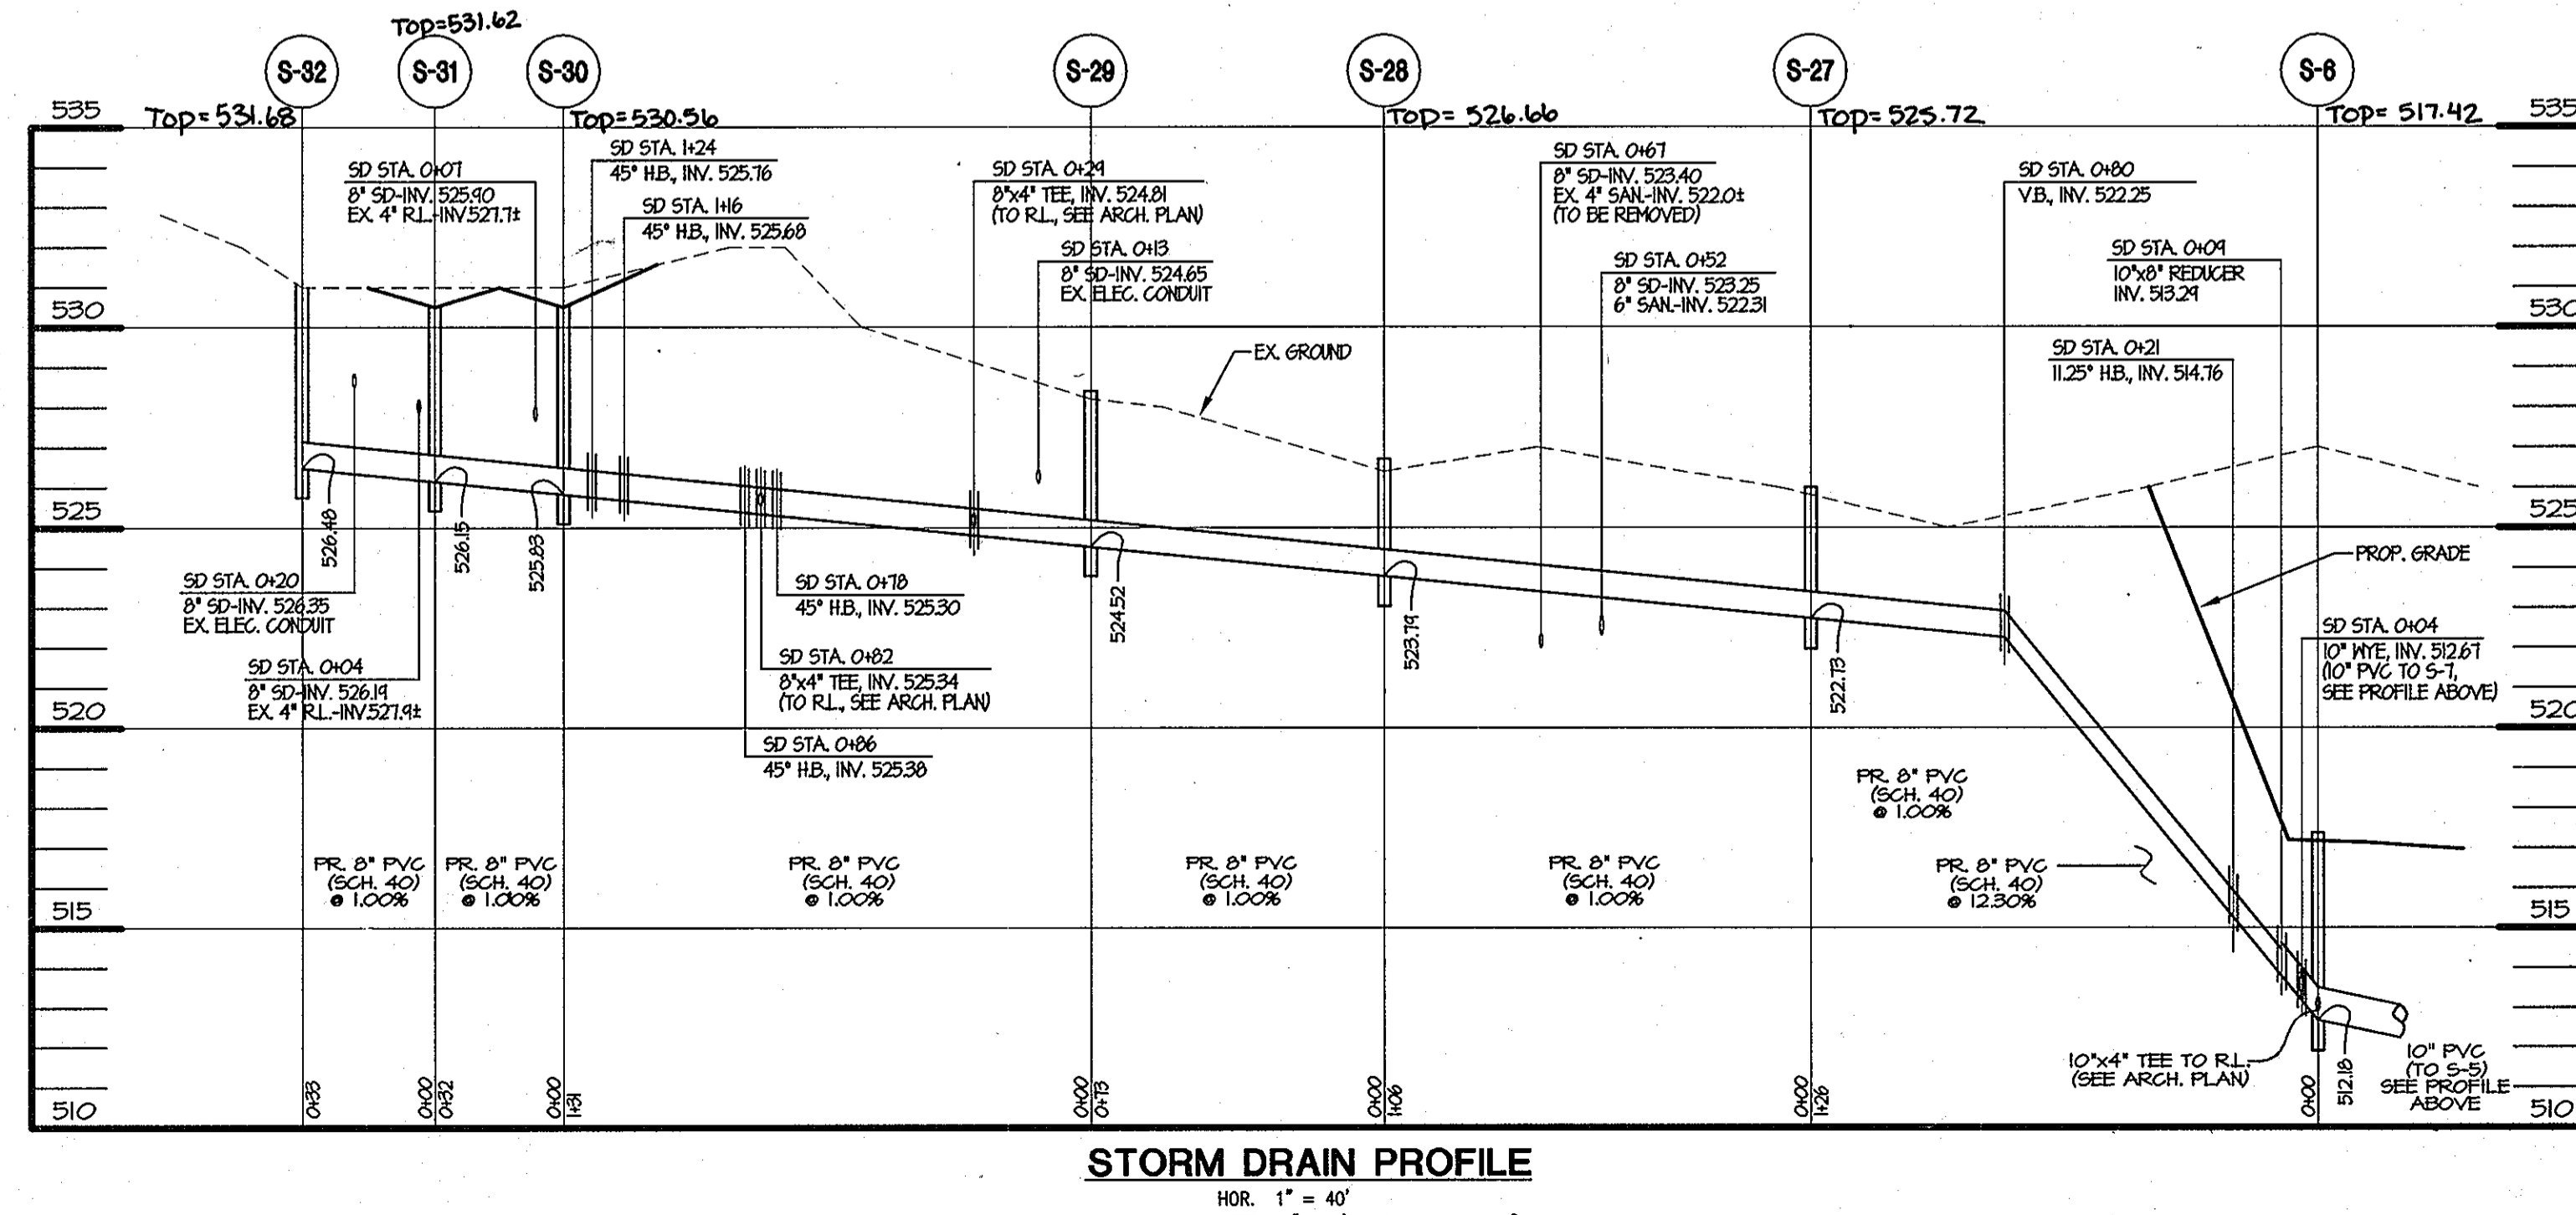 Top=531.62
S-32
S-31
S-30
S-29
S-28
S-27
S-6
535
Top=531.68
Top=530.56
Top= 526.66
Top= 525.72
Top= 517.42
535
SD STA. 0+07
8" SD-INV. 525.90
EX. 4" R.L.-INV.527.7±
SD STA. 1+24
45° H.B., INV. 525.76
SD STA. 1+16
45° H.B., INV. 525.68
SD STA. 0+29
8"x4" TEE, INV. 524.81
(TO R.L., SEE ARCH. PLAN)
SD STA. 0+13
8" SD-INV. 524.65
EX. ELEC. CONDUIT
SD STA. 0+67
8" SD-INV. 523.40
EX. 4" SAN.-INV. 522.0±
(TO BE REMOVED)
SD STA. 0+52
8" SD-INV. 523.25
6" SAN.-INV. 522.31
SD STA. 0+80
V.B., INV. 522.25
SD STA. 0+09
10"x8" REDUCER
INV. 513.29
SD STA. 0+21
11.25° H.B., INV. 514.76
530
530
EX. GROUND
525
525
526.48
526.15
525.83
524.52
523.79
522.73
PROP. GRADE
SD STA. 0+20
8" SD-INV. 526.35
EX. ELEC. CONDUIT
SD STA. 0+04
8" SD-INV. 526.19
EX. 4" R.L.-INV.527.9±
SD STA. 0+78
45° H.B., INV. 525.30
SD STA. 0+82
8"x4" TEE, INV. 525.34
(TO R.L., SEE ARCH. PLAN)
SD STA. 0+86
45° H.B., INV. 525.38
SD STA. 0+04
10" WYE, INV. 512.67
(10" PVC TO S-7,
SEE PROFILE ABOVE)
520
520
PR. 8" PVC
(SCH. 40)
@ 1.00%
PR. 8" PVC
(SCH. 40)
@ 1.00%
PR. 8" PVC
(SCH. 40)
@ 1.00%
PR. 8" PVC
(SCH. 40)
@ 1.00%
PR. 8" PVC
(SCH. 40)
@ 1.00%
PR. 8" PVC
(SCH. 40)
@ 1.00%
PR. 8" PVC
(SCH. 40)
@ 12.30%
515
515
10"x4" TEE TO R.L.
(SEE ARCH. PLAN)
512.18
10" PVC
(TO S-5)
SEE PROFILE
ABOVE
510
0+33
0+00
0+32
0+00
1+31
0+00
0+73
0+00
1+06
0+00
1+26
0+00
510
STORM DRAIN PROFILE
HOR. 1" = 40'